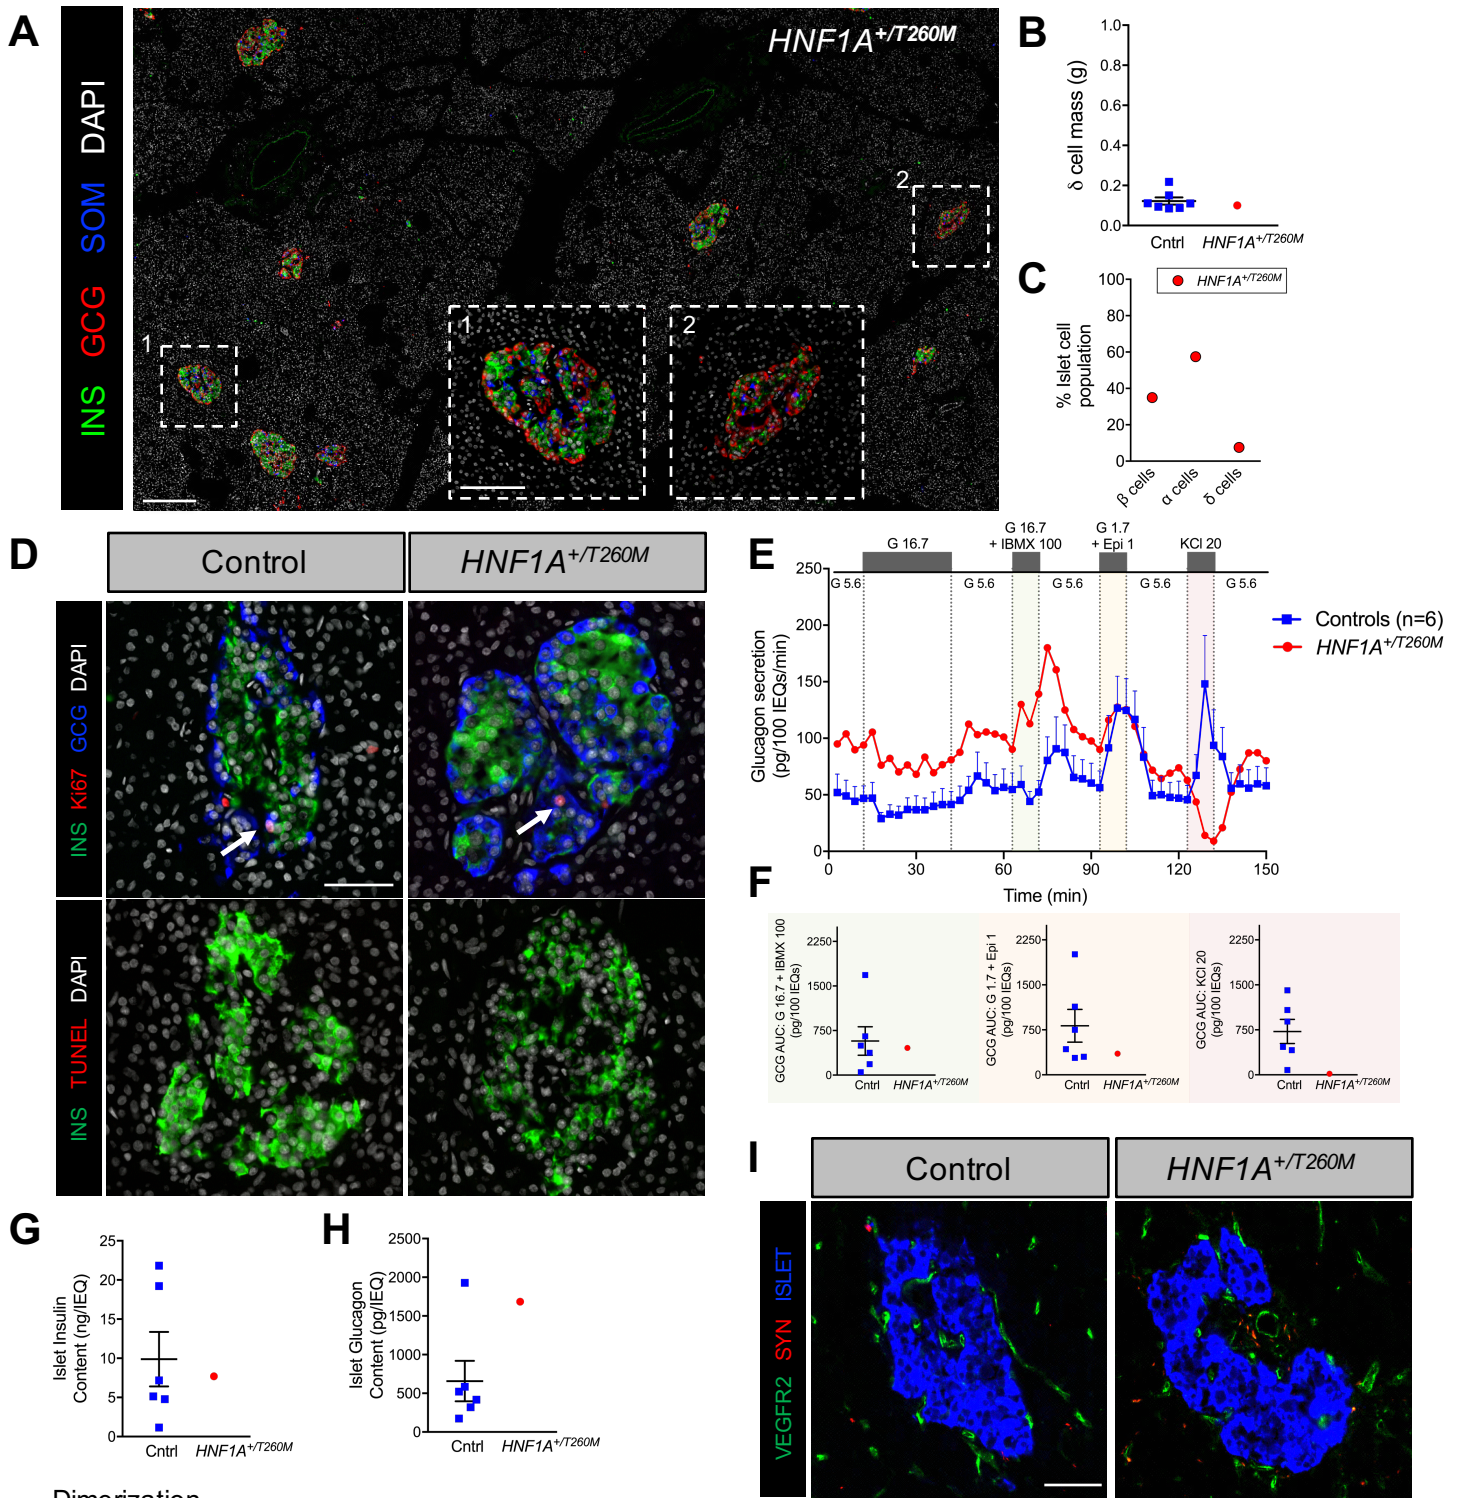 A
INS GCG SOM DAPI
HNF1A+/T260M
1
2
1
2
B
δ cell mass (g)
1.0
0.8
0.6
0.4
0.2
0.0
Cntrl HNF1A+/T260M
C
% Islet cell
population
100
80
60
40
20
0
HNF1A+/T260M
β cells
α cells
δ cells
D
Control
HNF1A+/T260M
INS Ki67 GCG DAPI
INS TUNEL DAPI
E
G 16.7
G 16.7
+ IBMX 100
G 1.7
+ Epi 1
KCl 20
G 5.6
G 5.6
G 5.6
G 5.6
G 5.6
Glucagon secretion
(pg/100 IEQs/min)
250
200
150
100
50
0
0 30 60 90 120 150
Time (min)
Controls (n=6)
HNF1A+/T260M
F
GCG AUC: G 16.7 + IBMX 100
(pg/100 IEQs)
2250
1500
750
0
Cntrl HNF1A+/T260M
GCG AUC: G 1.7 + Epi 1
(pg/100 IEQs)
2250
1500
750
0
Cntrl HNF1A+/T260M
GCG AUC: KCl 20
(pg/100 IEQs)
2250
1500
750
0
Cntrl HNF1A+/T260M
G
Islet Insulin
Content (ng/IEQ)
25
20
15
10
5
0
Cntrl HNF1A+/T260M
H
Islet Glucagon
Content (pg/IEQ)
2500
2000
1500
1000
500
0
Cntrl HNF1A+/T260M
I
Control
HNF1A+/T260M
VEGFR2 SYN ISLET
Dimerization